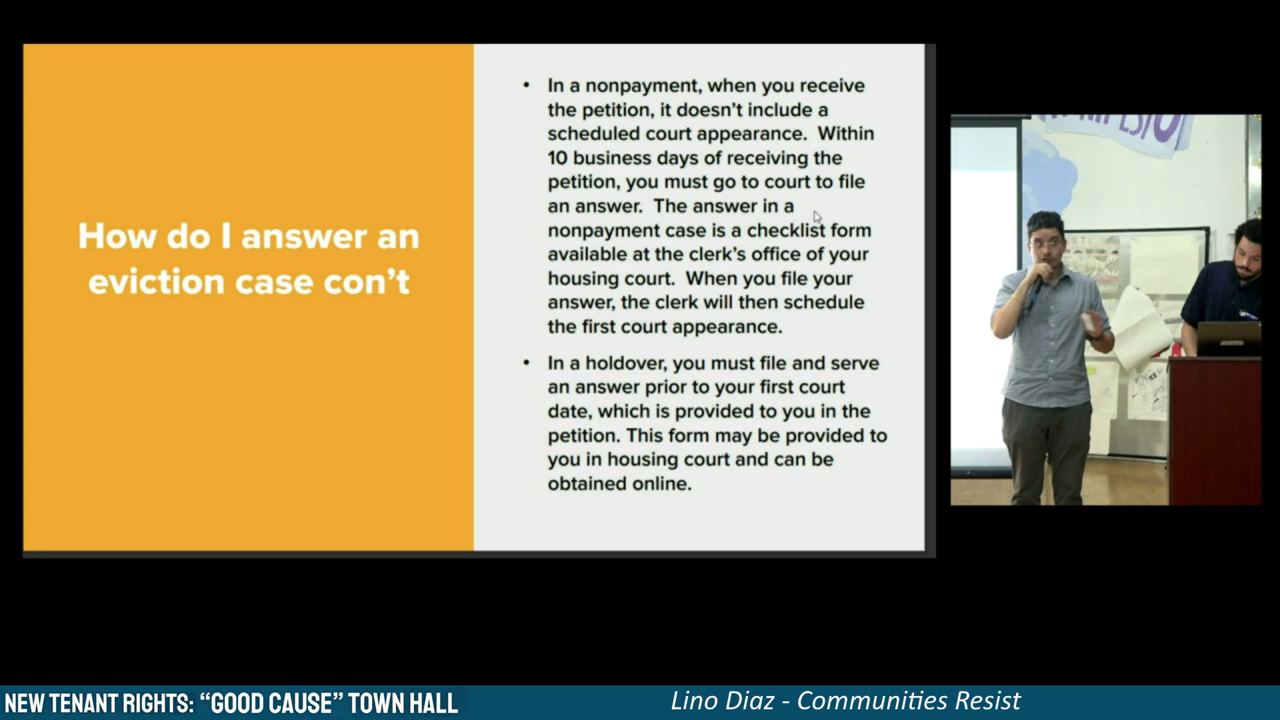 How do I answer an
eviction case con't
• In a nonpayment, when you receive
the petition, it doesn't include a
scheduled court appearance. Within
10 business days of receiving the
petition, you must go to court to file
an answer. The answer in a
nonpayment case is a checklist form
available at the clerk's office of your
housing court. When you file your
answer, the clerk will then schedule
the first court appearance.
• In a holdover, you must file and serve
an answer prior to your first court
date, which is provided to you in the
petition. This form may be provided to
you in housing court and can be
obtained online.
NEW TENANT RIGHTS: “GOOD CAUSE” TOWN HALL
Lino Diaz - Communities Resist